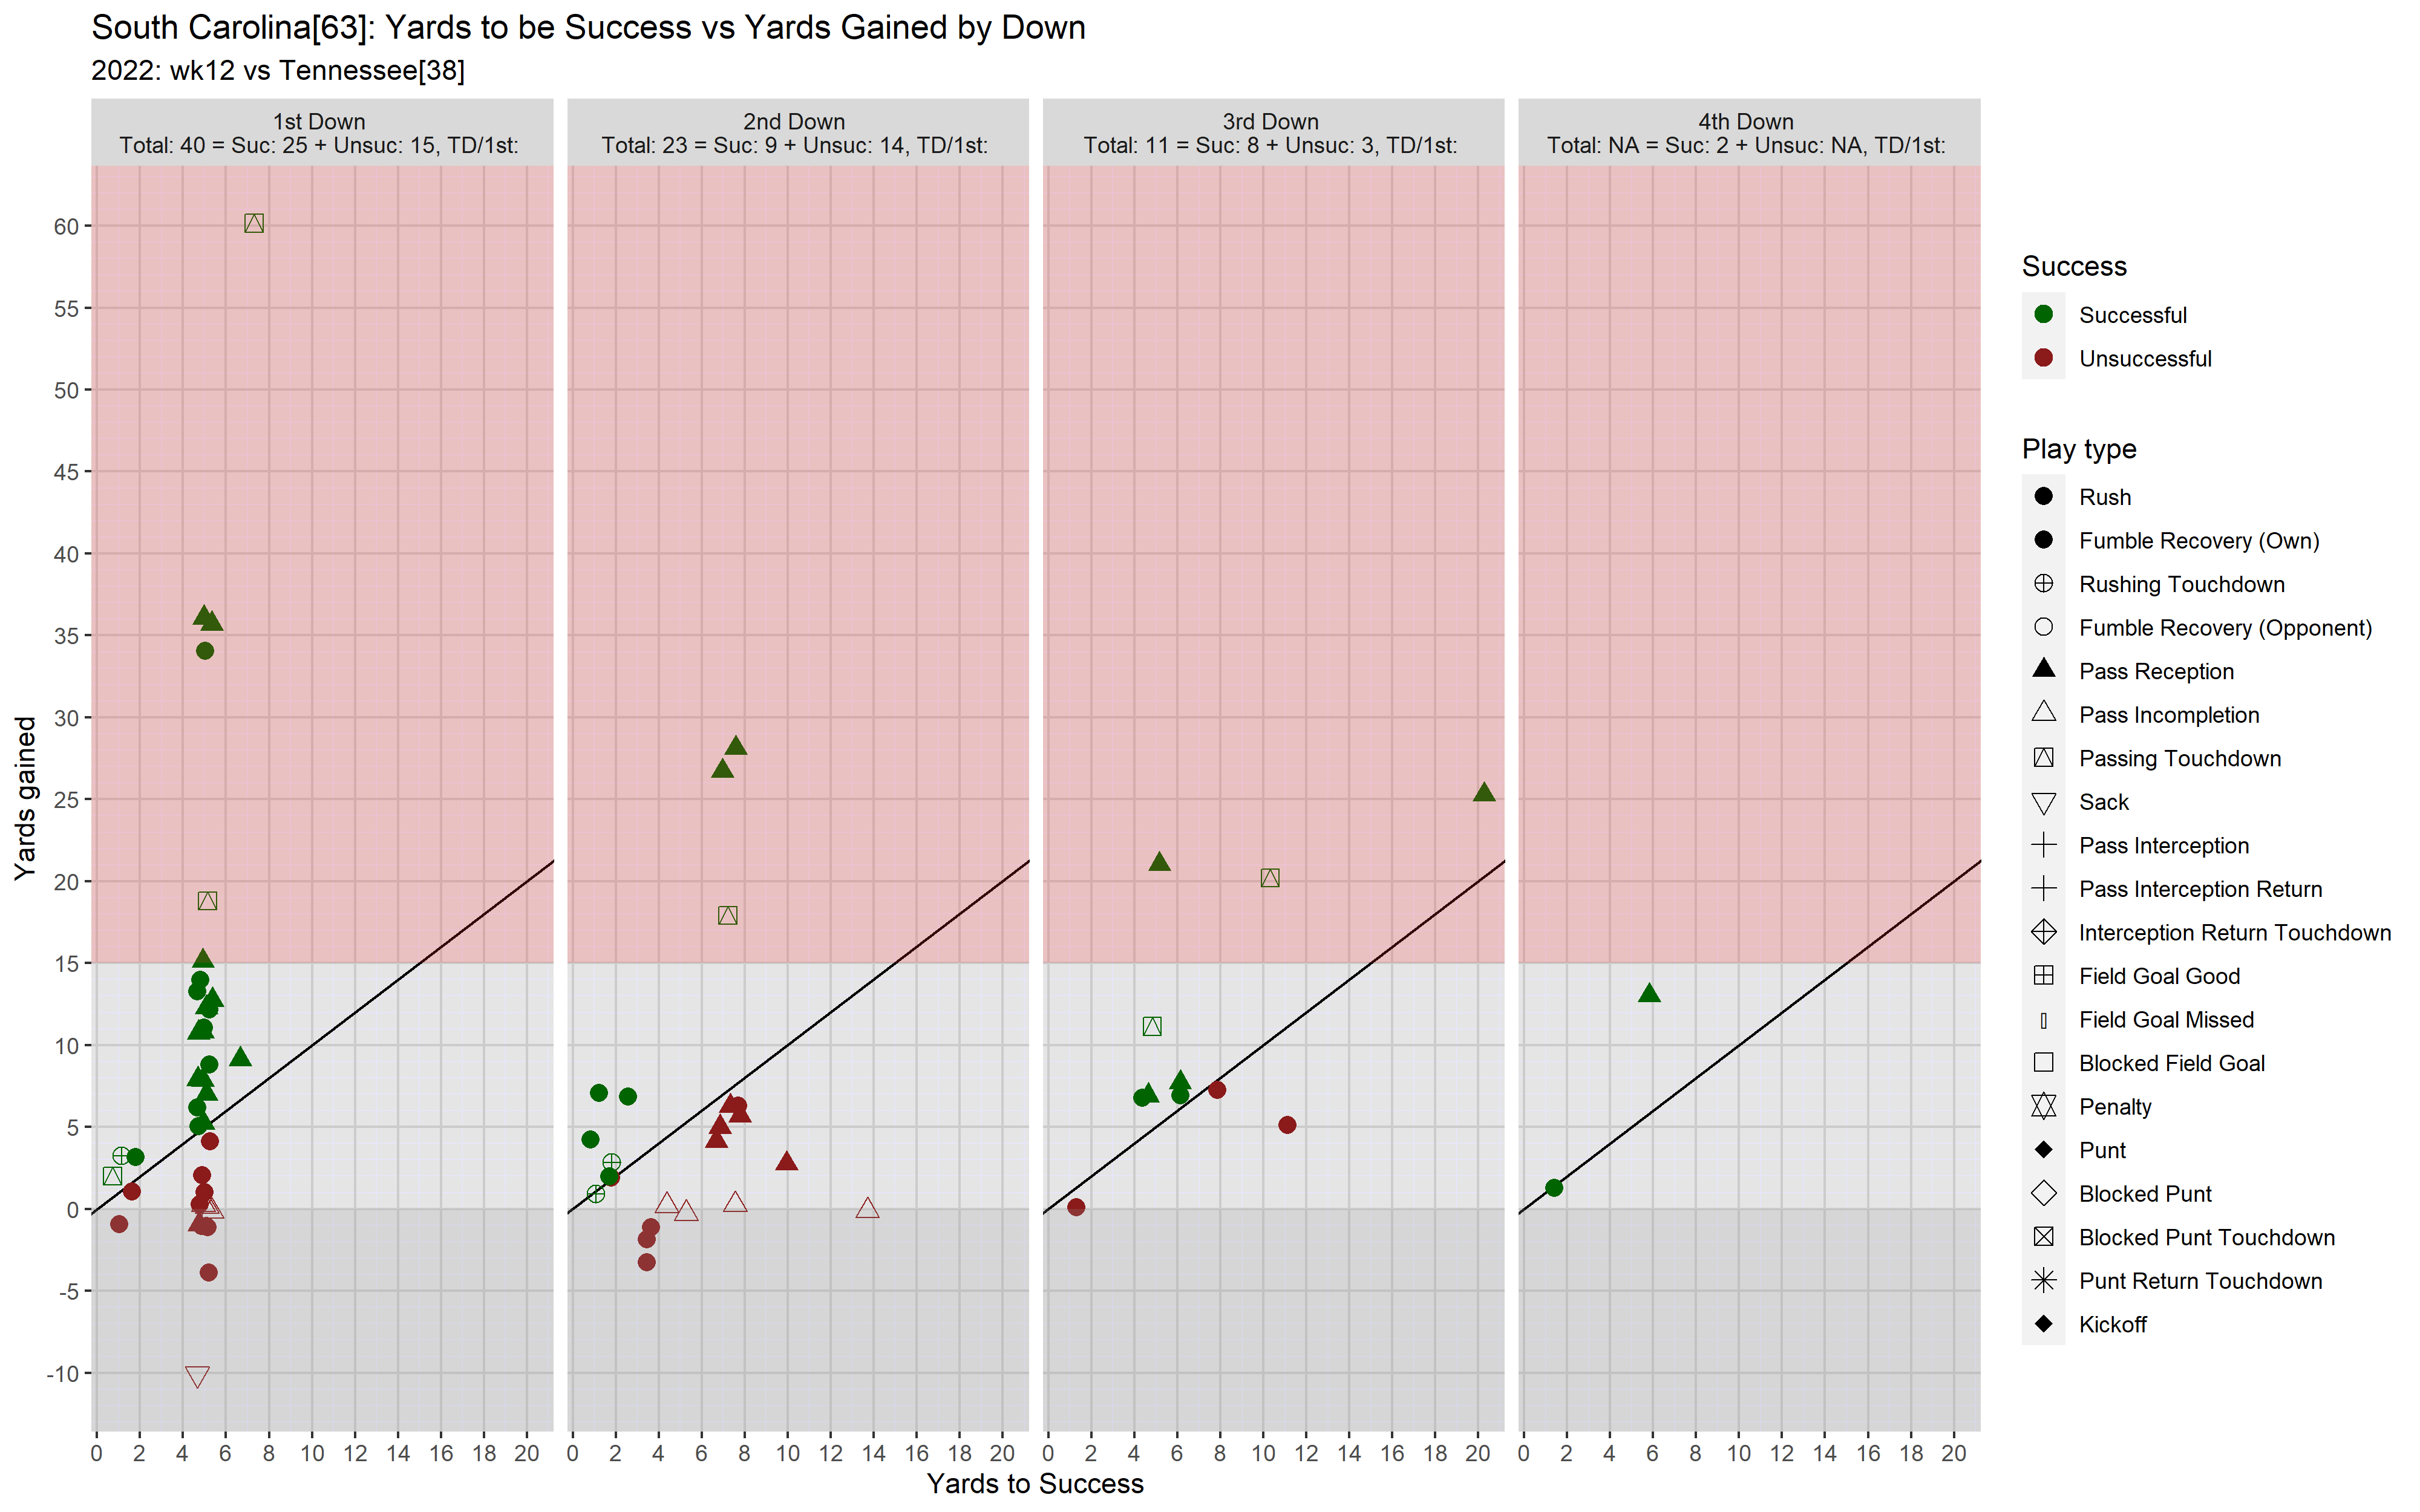 South Carolina[63]: Yards to be Success vs Yards Gained by Down
2022: wk12 vs Tennessee[38]
1st Down
Total: 40 = Suc: 25 + Unsuc: 15, TD/1st:
2nd Down
Total: 23 = Suc: 9 + Unsuc: 14, TD/1st:
3rd Down
Total: 11 = Suc: 8 + Unsuc: 3, TD/1st:
4th Down
Total: NA = Suc: 2 + Unsuc: NA, TD/1st:
Yards gained
60
55
50
45
40
35
30
25
20
15
10
5
0
-5
-10
0 2 4 6 8 10 12 14 16 18 20
0 2 4 6 8 10 12 14 16 18 20
0 2 4 6 8 10 12 14 16 18 20
0 2 4 6 8 10 12 14 16 18 20
Yards to Success
Success
Successful
Unsuccessful
Play type
Rush
Fumble Recovery (Own)
Rushing Touchdown
Fumble Recovery (Opponent)
Pass Reception
Pass Incompletion
Passing Touchdown
Sack
Pass Interception
Pass Interception Return
Interception Return Touchdown
Field Goal Good
Field Goal Missed
Blocked Field Goal
Penalty
Punt
Blocked Punt
Blocked Punt Touchdown
Punt Return Touchdown
Kickoff